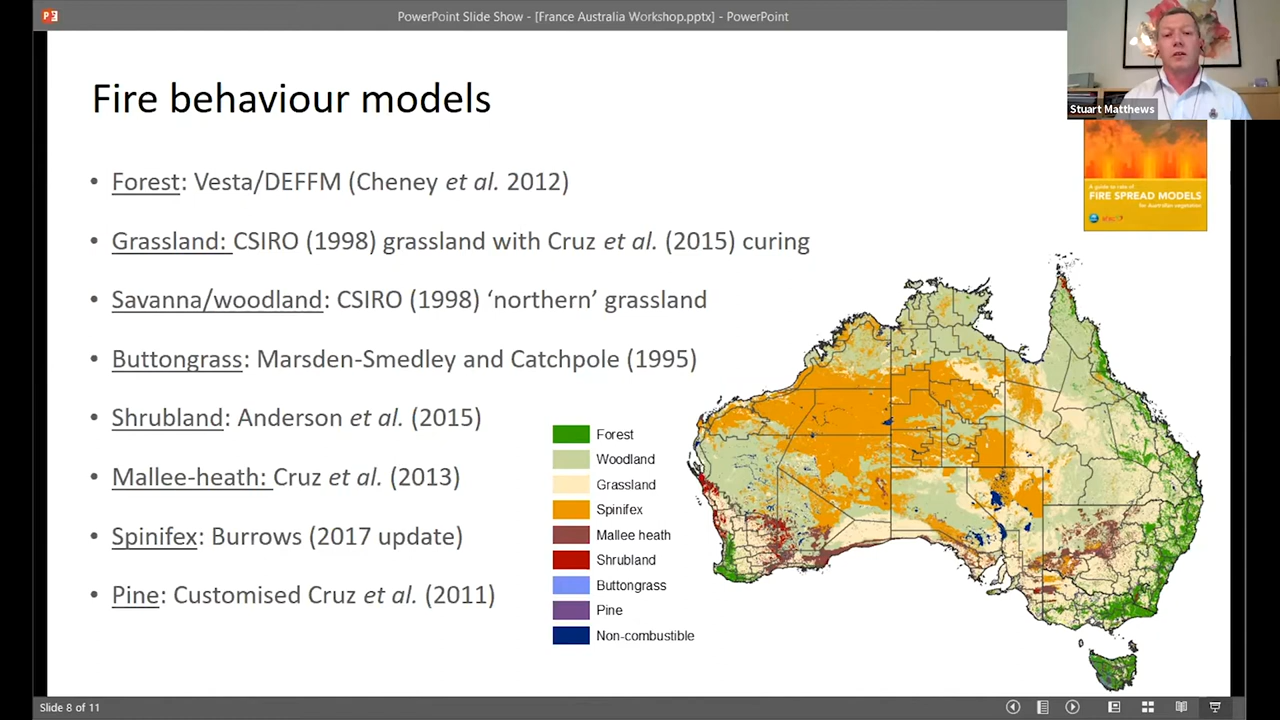 PowerPoint Slide Show - [France Australia Workshop.pptx] - PowerPoint
Stuart Matthews
Fire behaviour models
A guide to rate of
FIRE SPREAD MODELS
for Australian vegetation
• Forest: Vesta/DEFFM (Cheney et al. 2012)
• Grassland: CSIRO (1998) grassland with Cruz et al. (2015) curing
• Savanna/woodland: CSIRO (1998) ‘northern’ grassland
• Buttongrass: Marsden-Smedley and Catchpole (1995)
• Shrubland: Anderson et al. (2015)
• Mallee-heath: Cruz et al. (2013)
• Spinifex: Burrows (2017 update)
• Pine: Customised Cruz et al. (2011)
Forest
Woodland
Grassland
Spinifex
Mallee heath
Shrubland
Buttongrass
Pine
Non-combustible
Slide 8 of 11